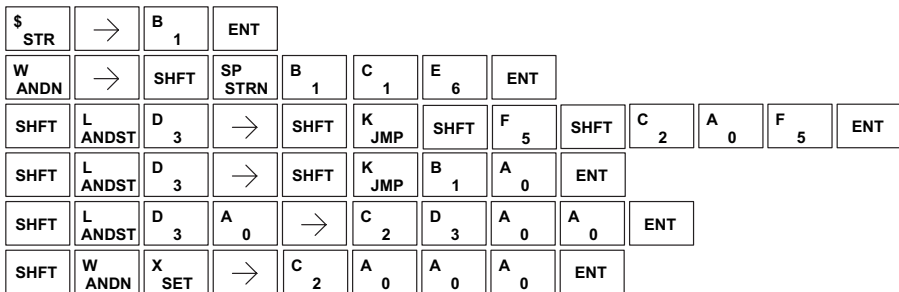 $ STR → B 1 ENT
W ANDN → SHFT SP STRN B 1 C 1 E 6 ENT
SHFT L ANDST D 3 → SHFT K JMP SHFT F 5 SHFT C 2 A 0 F 5 ENT
SHFT L ANDST D 3 → SHFT K JMP B 1 A 0 ENT
SHFT L ANDST D 3 A 0 → C 2 D 3 A 0 A 0 ENT
SHFT W ANDN X SET → C 2 A 0 A 0 A 0 ENT